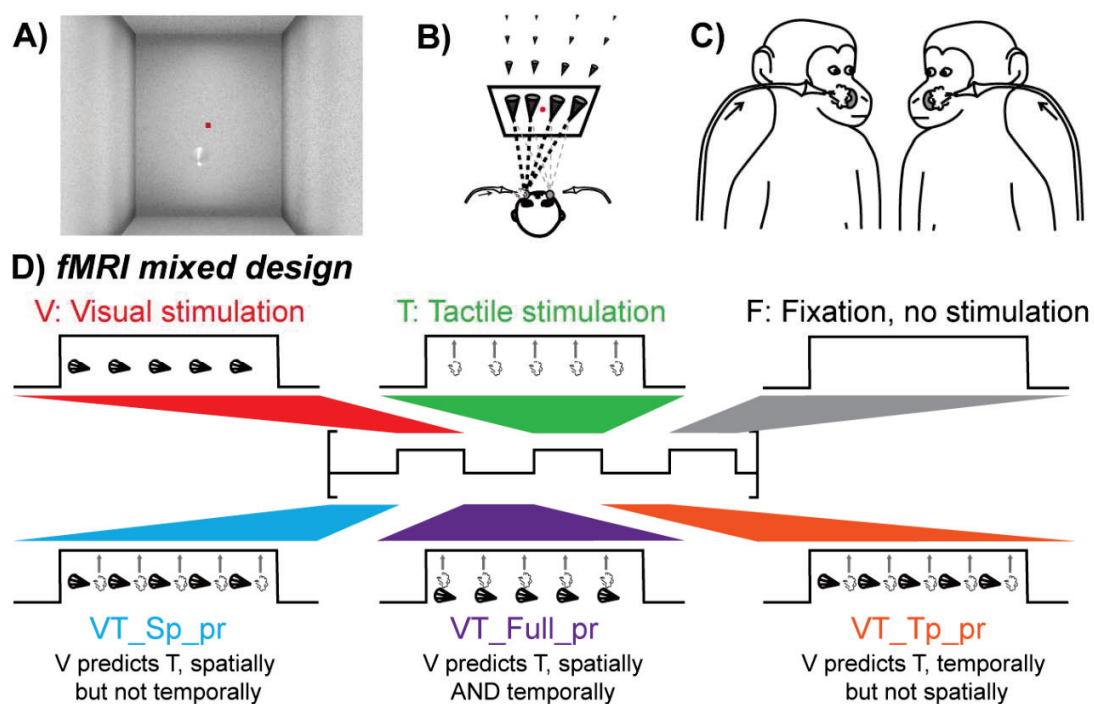 A)
B)
C)
D) fMRI mixed design
V: Visual stimulation
T: Tactile stimulation
F: Fixation, no stimulation
VT_Sp_pr
V predicts T, spatially
but not temporally
VT_Full_pr
V predicts T, spatially
AND temporally
VT_Tp_pr
V predicts T, temporally
but not spatially